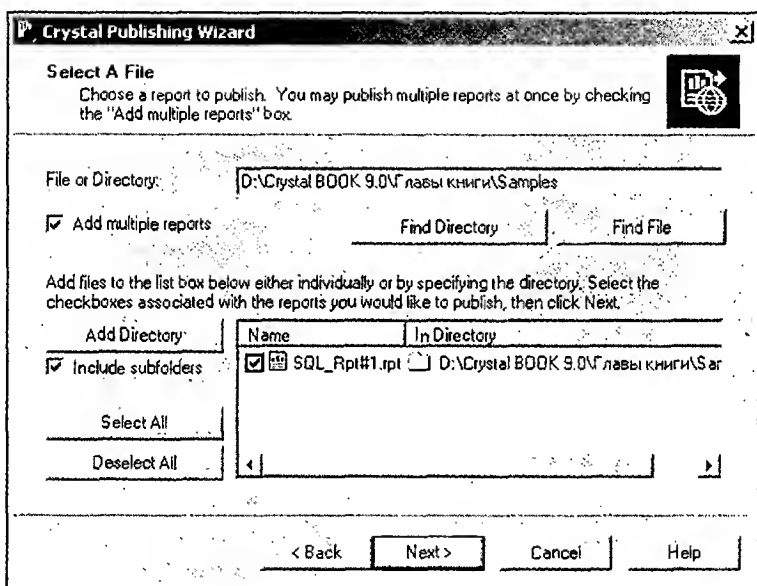 Crystal Publishing Wizard
Select A File
Choose a report to publish. You may publish multiple reports at once by checking
the "Add multiple reports" box.
File or Directory:
D:\Crystal BOOK 9.0\Главы книги\Samples
Add multiple reports
Find Directory
Find File
Add files to the list box below either individually or by specifying the directory. Select the
checkboxes associated with the reports you would like to publish, then click Next.
Add Directory
Name
In Directory
Include subfolders
SQL_Rpt#1.rpt
D:\Crystal BOOK 9.0\Главы книги\Sar
Select All
Deselect All
< Back
Next >
Cancel
Help